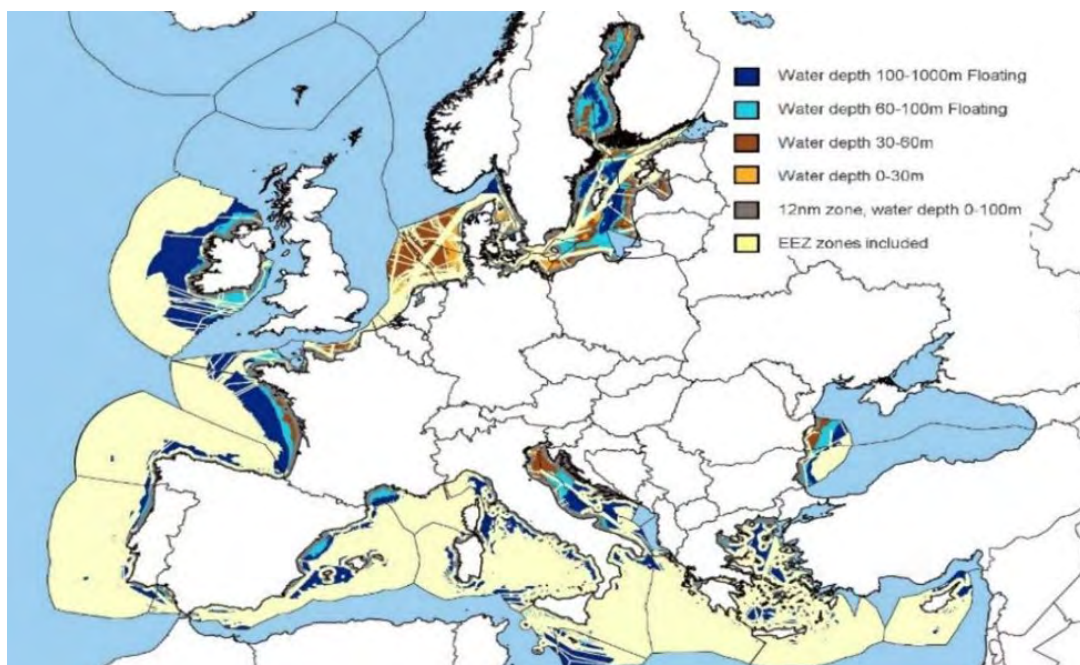 Water depth 100-1000m Floating
Water depth 60-100m Floating
Water depth 30-60m
Water depth 0-30m
12nm zone, water depth 0-100m
EEZ zones included